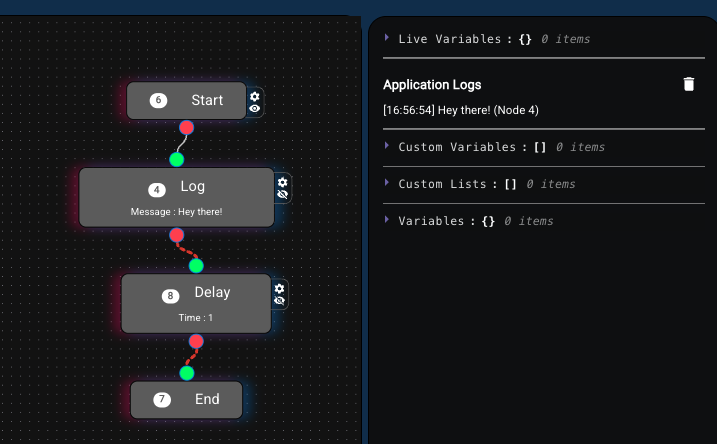 6 Start
4 Log
Message : Hey there!
8 Delay
Time : 1
7 End
Live Variables : {} 0 items
Application Logs
[16:56:54] Hey there! (Node 4)
Custom Variables : [] 0 items
Custom Lists : [] 0 items
Variables : {} 0 items